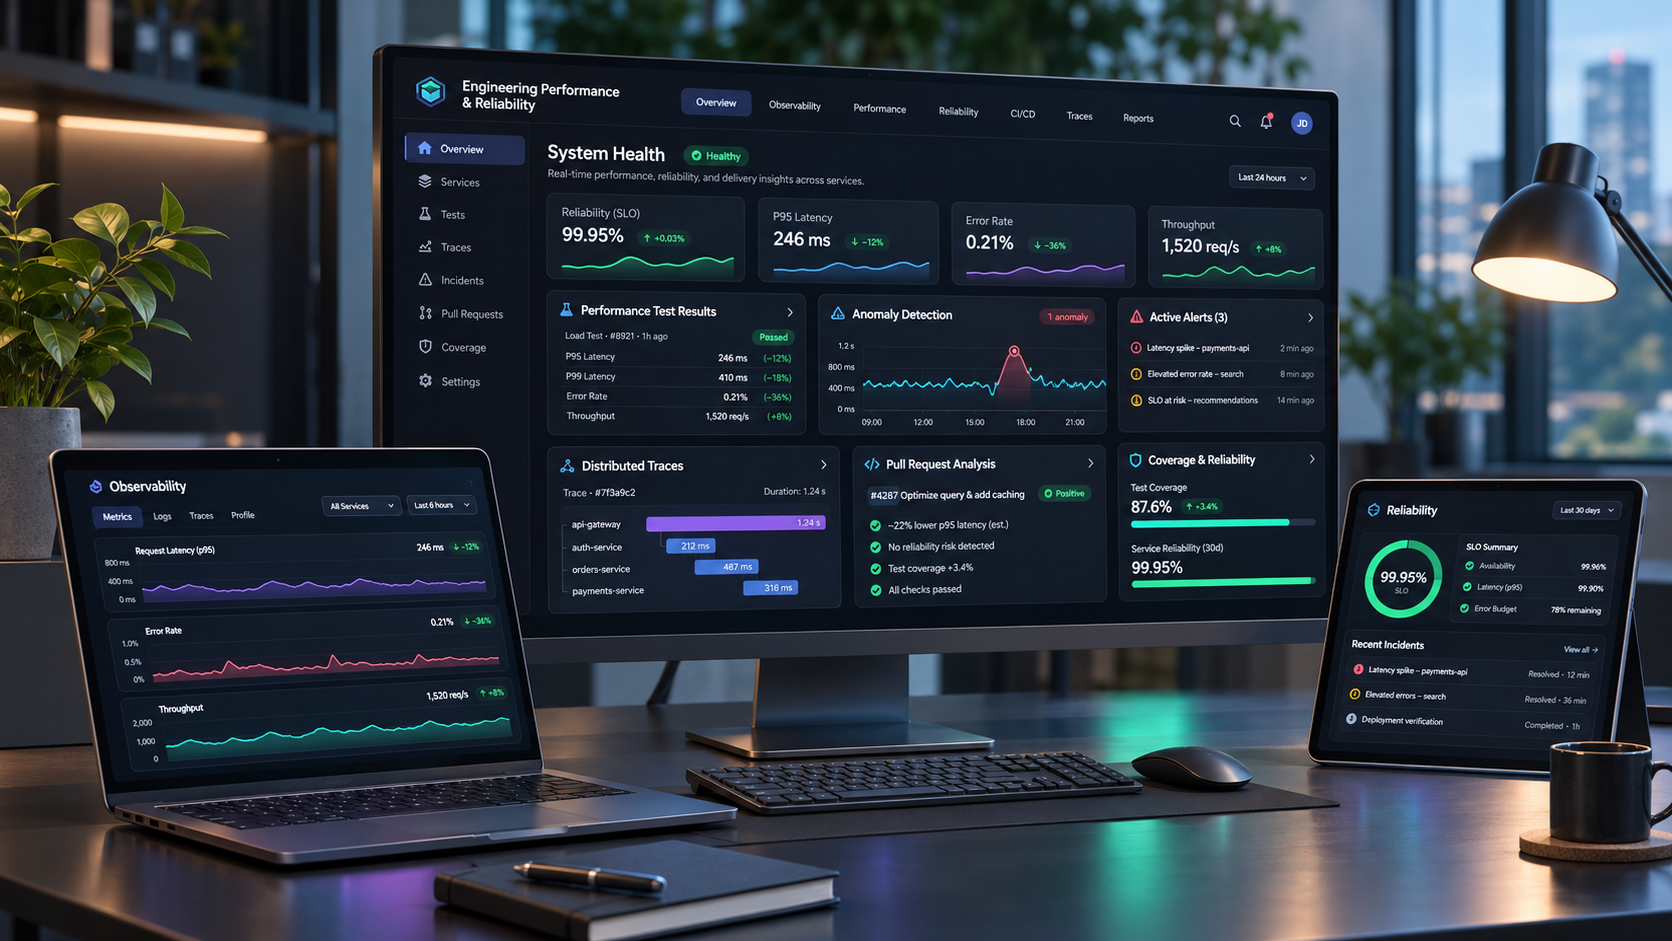 Engineering Performance
& Reliability
Overview
Observability
Performance
Reliability
CI/CD
Traces
Reports
JD
Overview
Services
Tests
Traces
Incidents
Pull Requests
Coverage
Settings
System Health
Healthy
Real-time performance, reliability, and delivery insights across services.
Last 24 hours
Reliability (SLO)
99.95% ↑ +0.03%
P95 Latency
246 ms ↓ -12%
Error Rate
0.21% ↓ -36%
Throughput
1,520 req/s ↑ +8%
Performance Test Results
Load Test • #8921 • 1h ago Passed
P95 Latency 246 ms (-12%)
P99 Latency 410 ms (-18%)
Error Rate 0.21% (-36%)
Throughput 1,520 req/s (+8%)
Anomaly Detection 1 anomaly
1.2 s
800 ms
400 ms
0 ms
09:00 12:00 15:00 18:00 21:00
Active Alerts (3)
Latency spike - payments-api 2 min ago
Elevated error rate - search 8 min ago
SLO at risk - recommendations 14 min ago
Distributed Traces
Trace • #7f3a9c2 Duration: 1.24 s
api-gateway 1.24 s
auth-service 212 ms
orders-service 487 ms
payments-service 316 ms
Pull Request Analysis
#4287 Optimize query & add caching Positive
-22% lower p95 latency (est.)
No reliability risk detected
Test coverage +3.4%
All checks passed
Coverage & Reliability
Test Coverage
87.6% ↑ +3.4%
Service Reliability (30d)
99.95%
Observability
Metrics Logs Traces Profile
All Services
Last 6 hours
Request Latency (p95) 246 ms ↓ -12%
800 ms
400 ms
0 ms
Error Rate 0.21% ↓ -36%
1.0%
0.5%
0%
Throughput 1,520 req/s ↑ +8%
2,000
1,000
0
Reliability
Last 30 days
99.95%
SLO
SLO Summary
Availability 99.96%
Latency (p95) 99.90%
Error Budget 78% remaining
Recent Incidents View all →
Latency spike - payments-api Resolved • 12 min
Elevated errors - search Resolved • 36 min
Deployment verification Completed • 1h